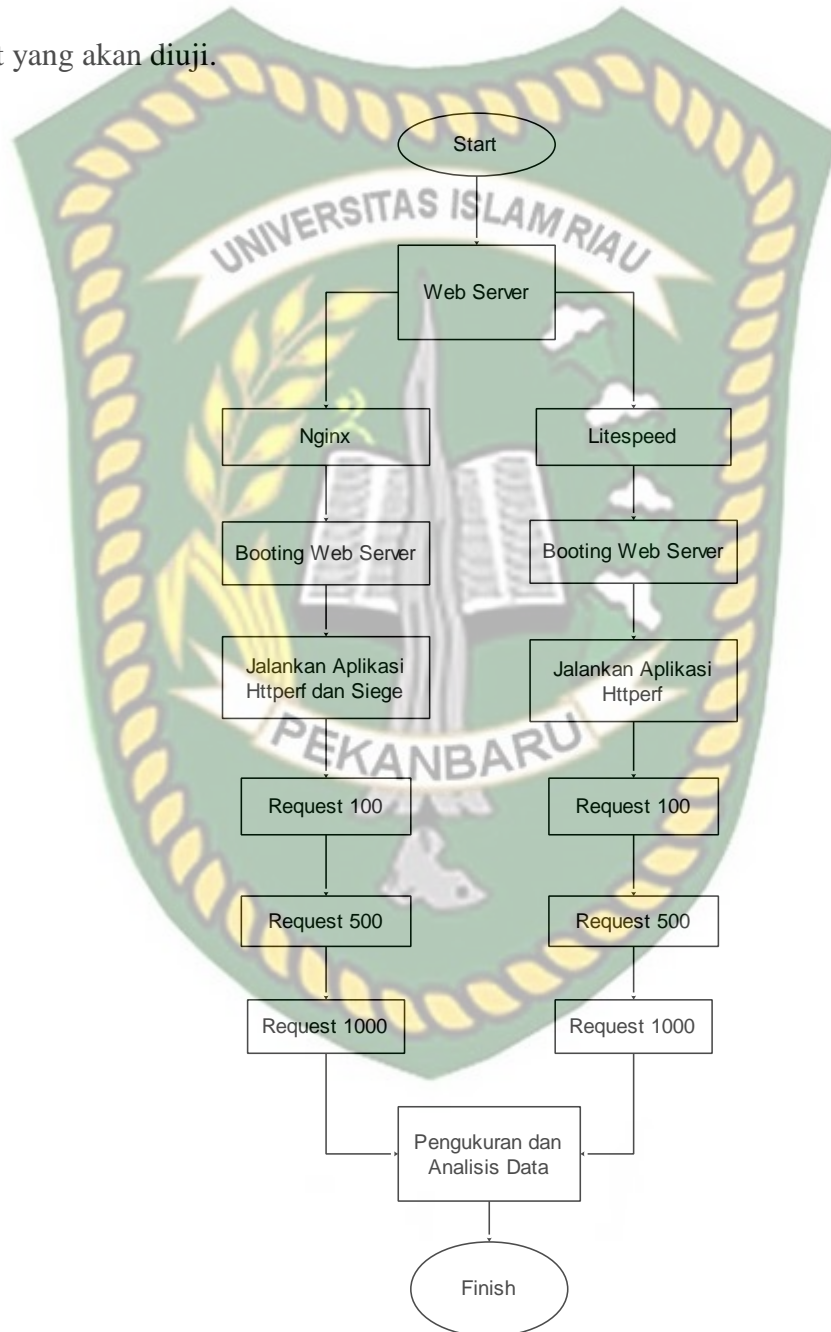 t yang akan diuji.
Start
UNIVERSITAS ISLAM RIAU
Web Server
Nginx
Litespeed
Booting Web Server
Booting Web Server
Jalankan Aplikasi
Httperf dan Siege
Jalankan Aplikasi
Httperf
PEKANBARU
Request 100
Request 100
Request 500
Request 500
Request 1000
Request 1000
Pengukuran dan
Analisis Data
Finish